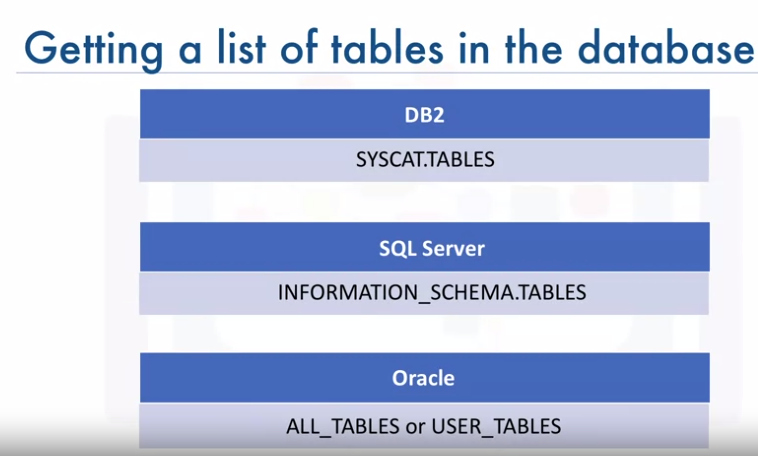 Getting a list of tables in the database
DB2
SYSCAT.TABLES
SQL Server
INFORMATION_SCHEMA.TABLES
Oracle
ALL_TABLES or USER_TABLES